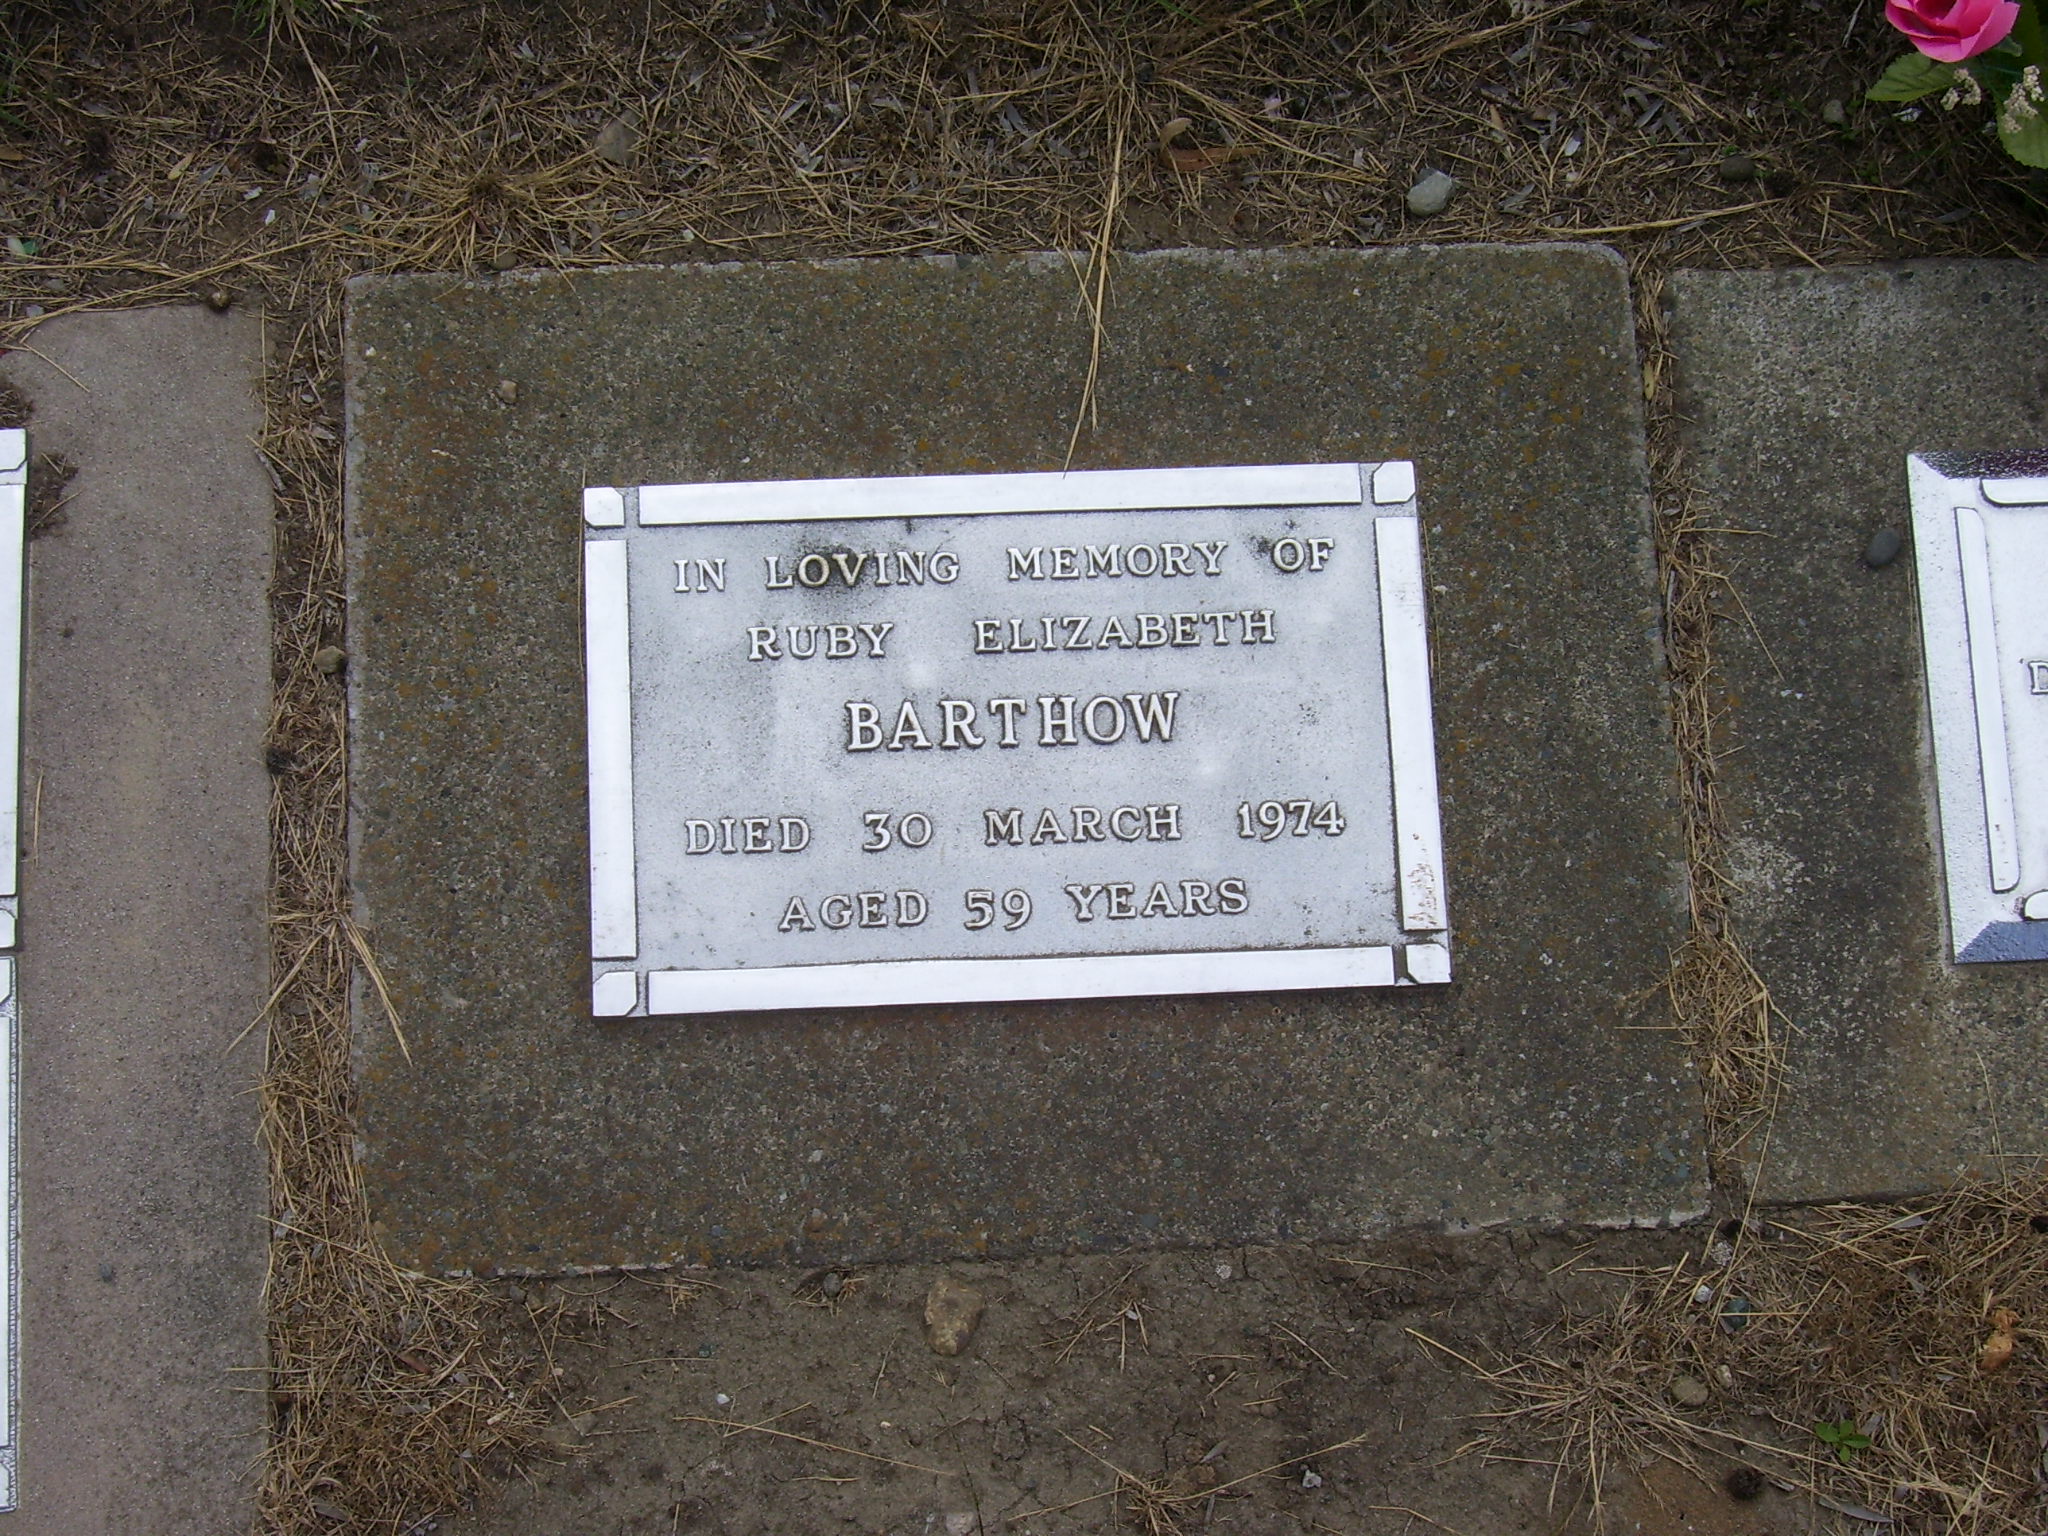 IN LOVING MEMORY OF
RUBY ELIZABETH
BARTHOW
DIED 30 MARCH 1974
AGED 59 YEARS